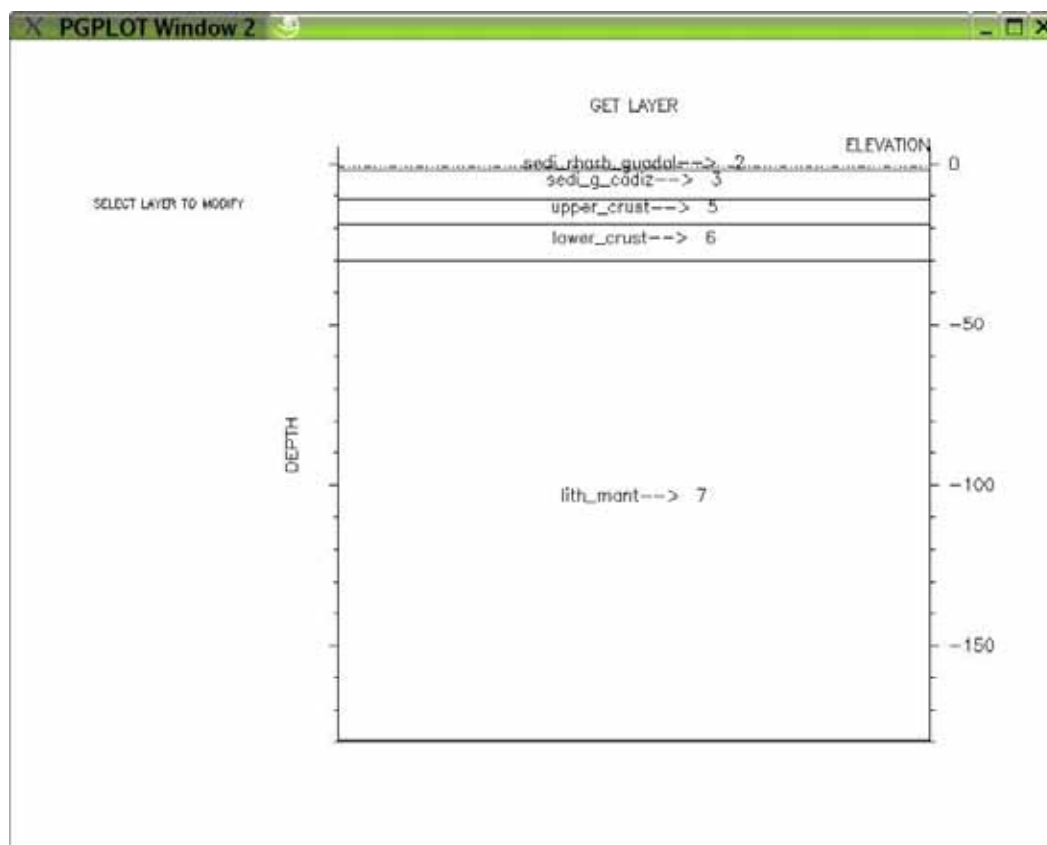 PGPLOT Window 2
GET LAYER
ELEVATION
sedi_rharb_guadal--> 2
0
sedi_g_cadiz--> 3
SELECT LAYER TO MODIFY
upper_crust--> 5
lower_crust--> 6
-50
DEPTH
lith_mant--> 7
-100
-150